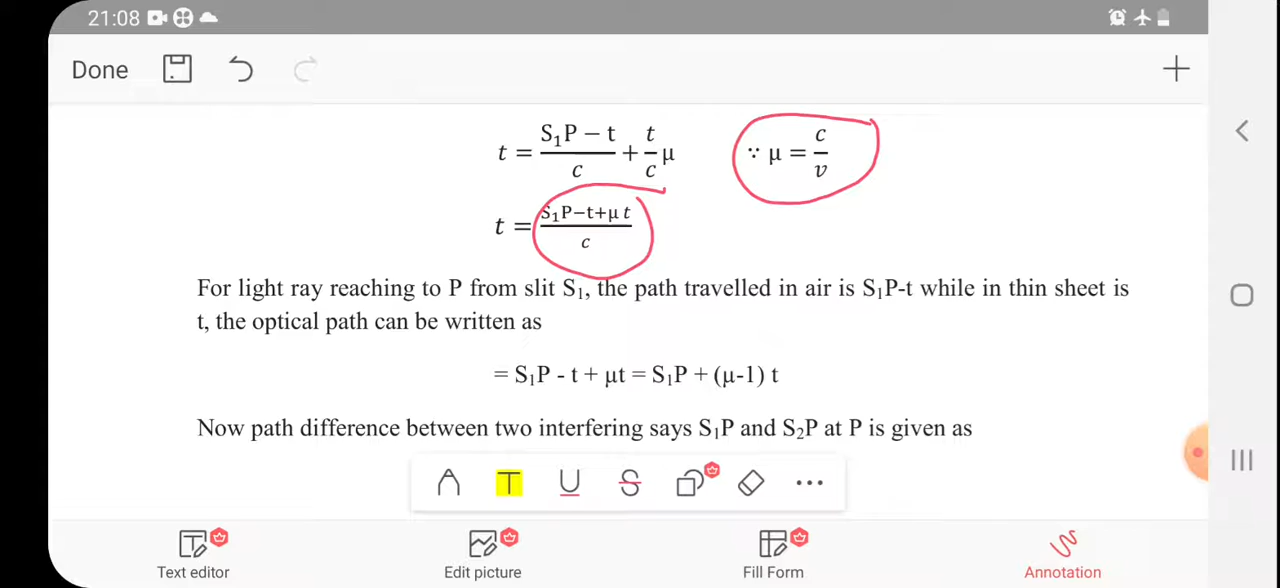 21:08
Done
t = S₁P − t / c + t / c μ ∵ μ = c / v
t = S₁P−t+μ t / c
For light ray reaching to P from slit S₁, the path travelled in air is S₁P-t while in thin sheet is
t, the optical path can be written as
= S₁P - t + μt = S₁P + (μ-1) t
Now path difference between two interfering says S₁P and S₂P at P is given as
T U S
Text editor Edit picture Fill Form Annotation